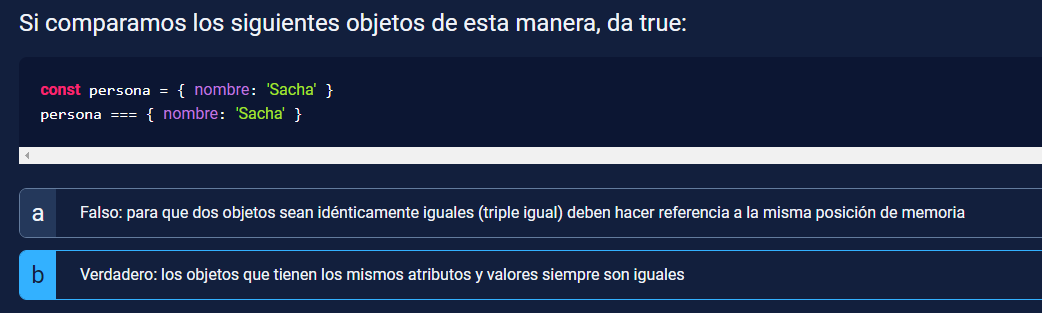 Si comparamos los siguientes objetos de esta manera, da true:
const persona = { nombre: 'Sacha' }
persona === { nombre: 'Sacha' }
a Falso: para que dos objetos sean idénticamente iguales (triple igual) deben hacer referencia a la misma posición de memoria
b Verdadero: los objetos que tienen los mismos atributos y valores siempre son iguales